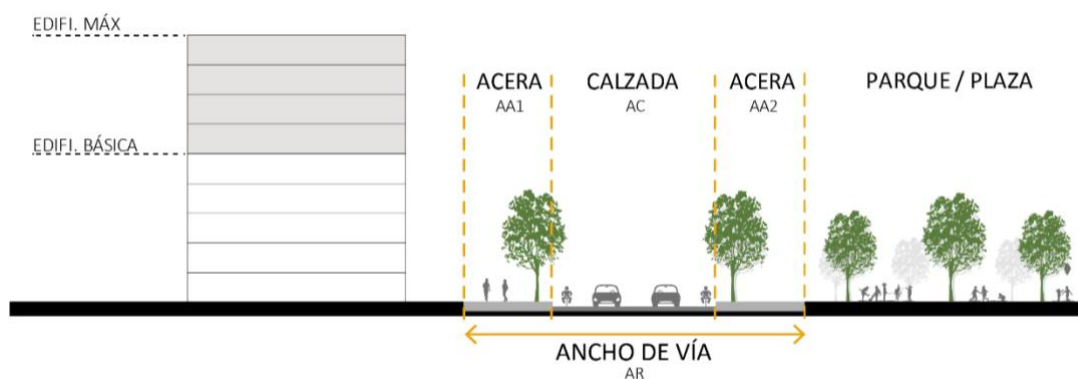 EDIFI. MÁX
EDIFI. BÁSICA
ACERA
AA1
CALZADA
AC
ACERA
AA2
PARQUE / PLAZA
ANCHO DE VÍA
AR